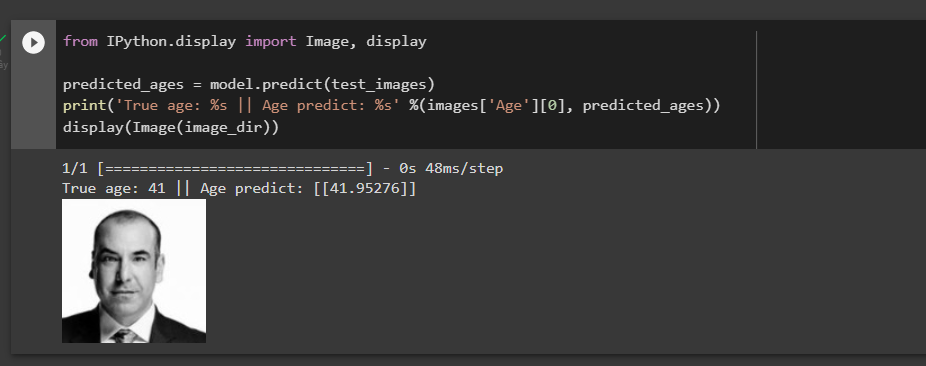 from IPython.display import Image, display
predicted_ages = model.predict(test_images)
print('True age: %s || Age predict: %s' %(images['Age'][0], predicted_ages))
display(Image(image_dir))
1/1 [==============================] - 0s 48ms/step
True age: 41 || Age predict: [[41.95276]]